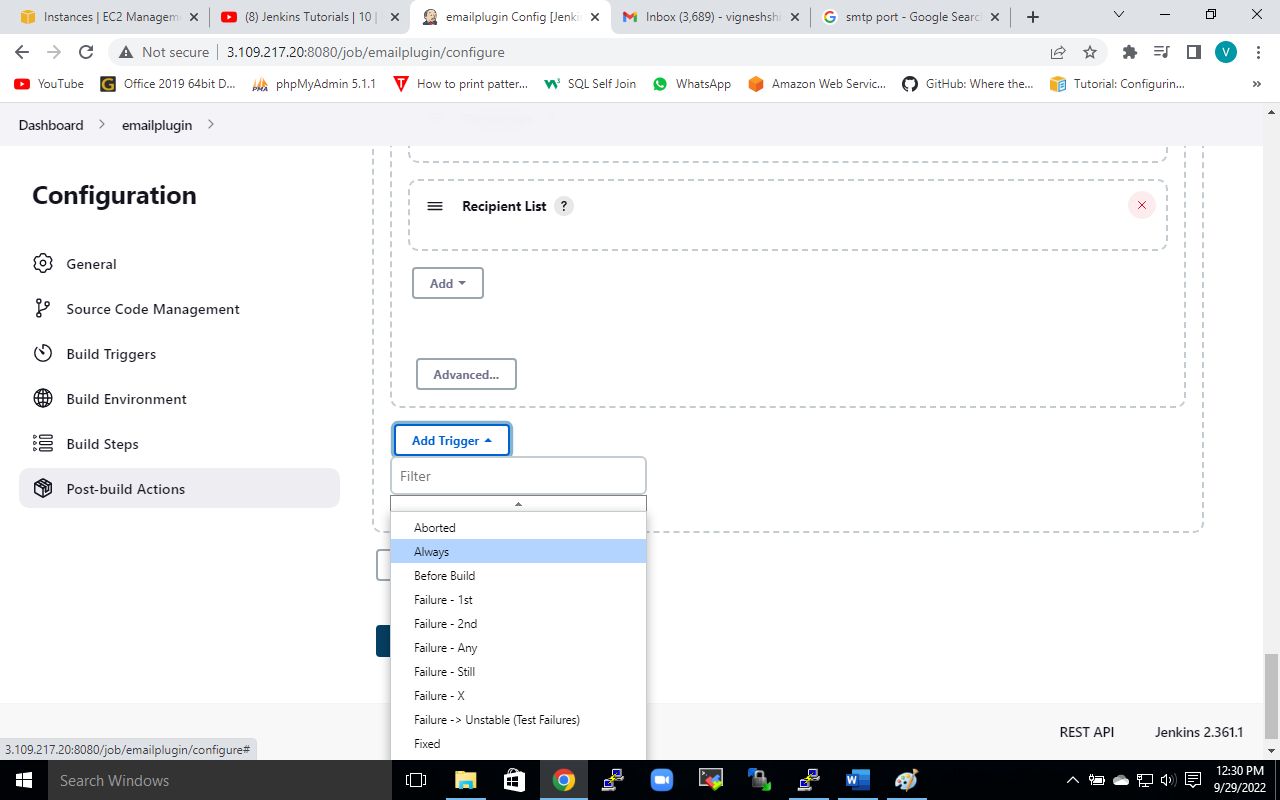 Instances | EC2 Managem
(8) Jenkins Tutorials | 10 |
emailplugin Config [Jenki
Inbox (3,689) - vigneshshi
smtp port - Google Searc
Not secure
3.109.217.20:8080/job/emailplugin/configure
V
YouTube
Office 2019 64bit D...
phpMyAdmin 5.1.1
How to print patter...
SQL Self Join
WhatsApp
Amazon Web Servic...
GitHub: Where the...
Tutorial: Configurin...
»
Dashboard
emailplugin
Configuration
General
Source Code Management
Build Triggers
Build Environment
Build Steps
Post-build Actions
Recipient List ?
Add
Advanced...
Add Trigger
Filter
Aborted
Always
Before Build
Failure - 1st
Failure - 2nd
Failure - Any
Failure - Still
Failure - X
Failure -> Unstable (Test Failures)
Fixed
REST API
Jenkins 2.361.1
3.109.217.20:8080/job/emailplugin/configure#
Search Windows
12:30 PM
9/29/2022